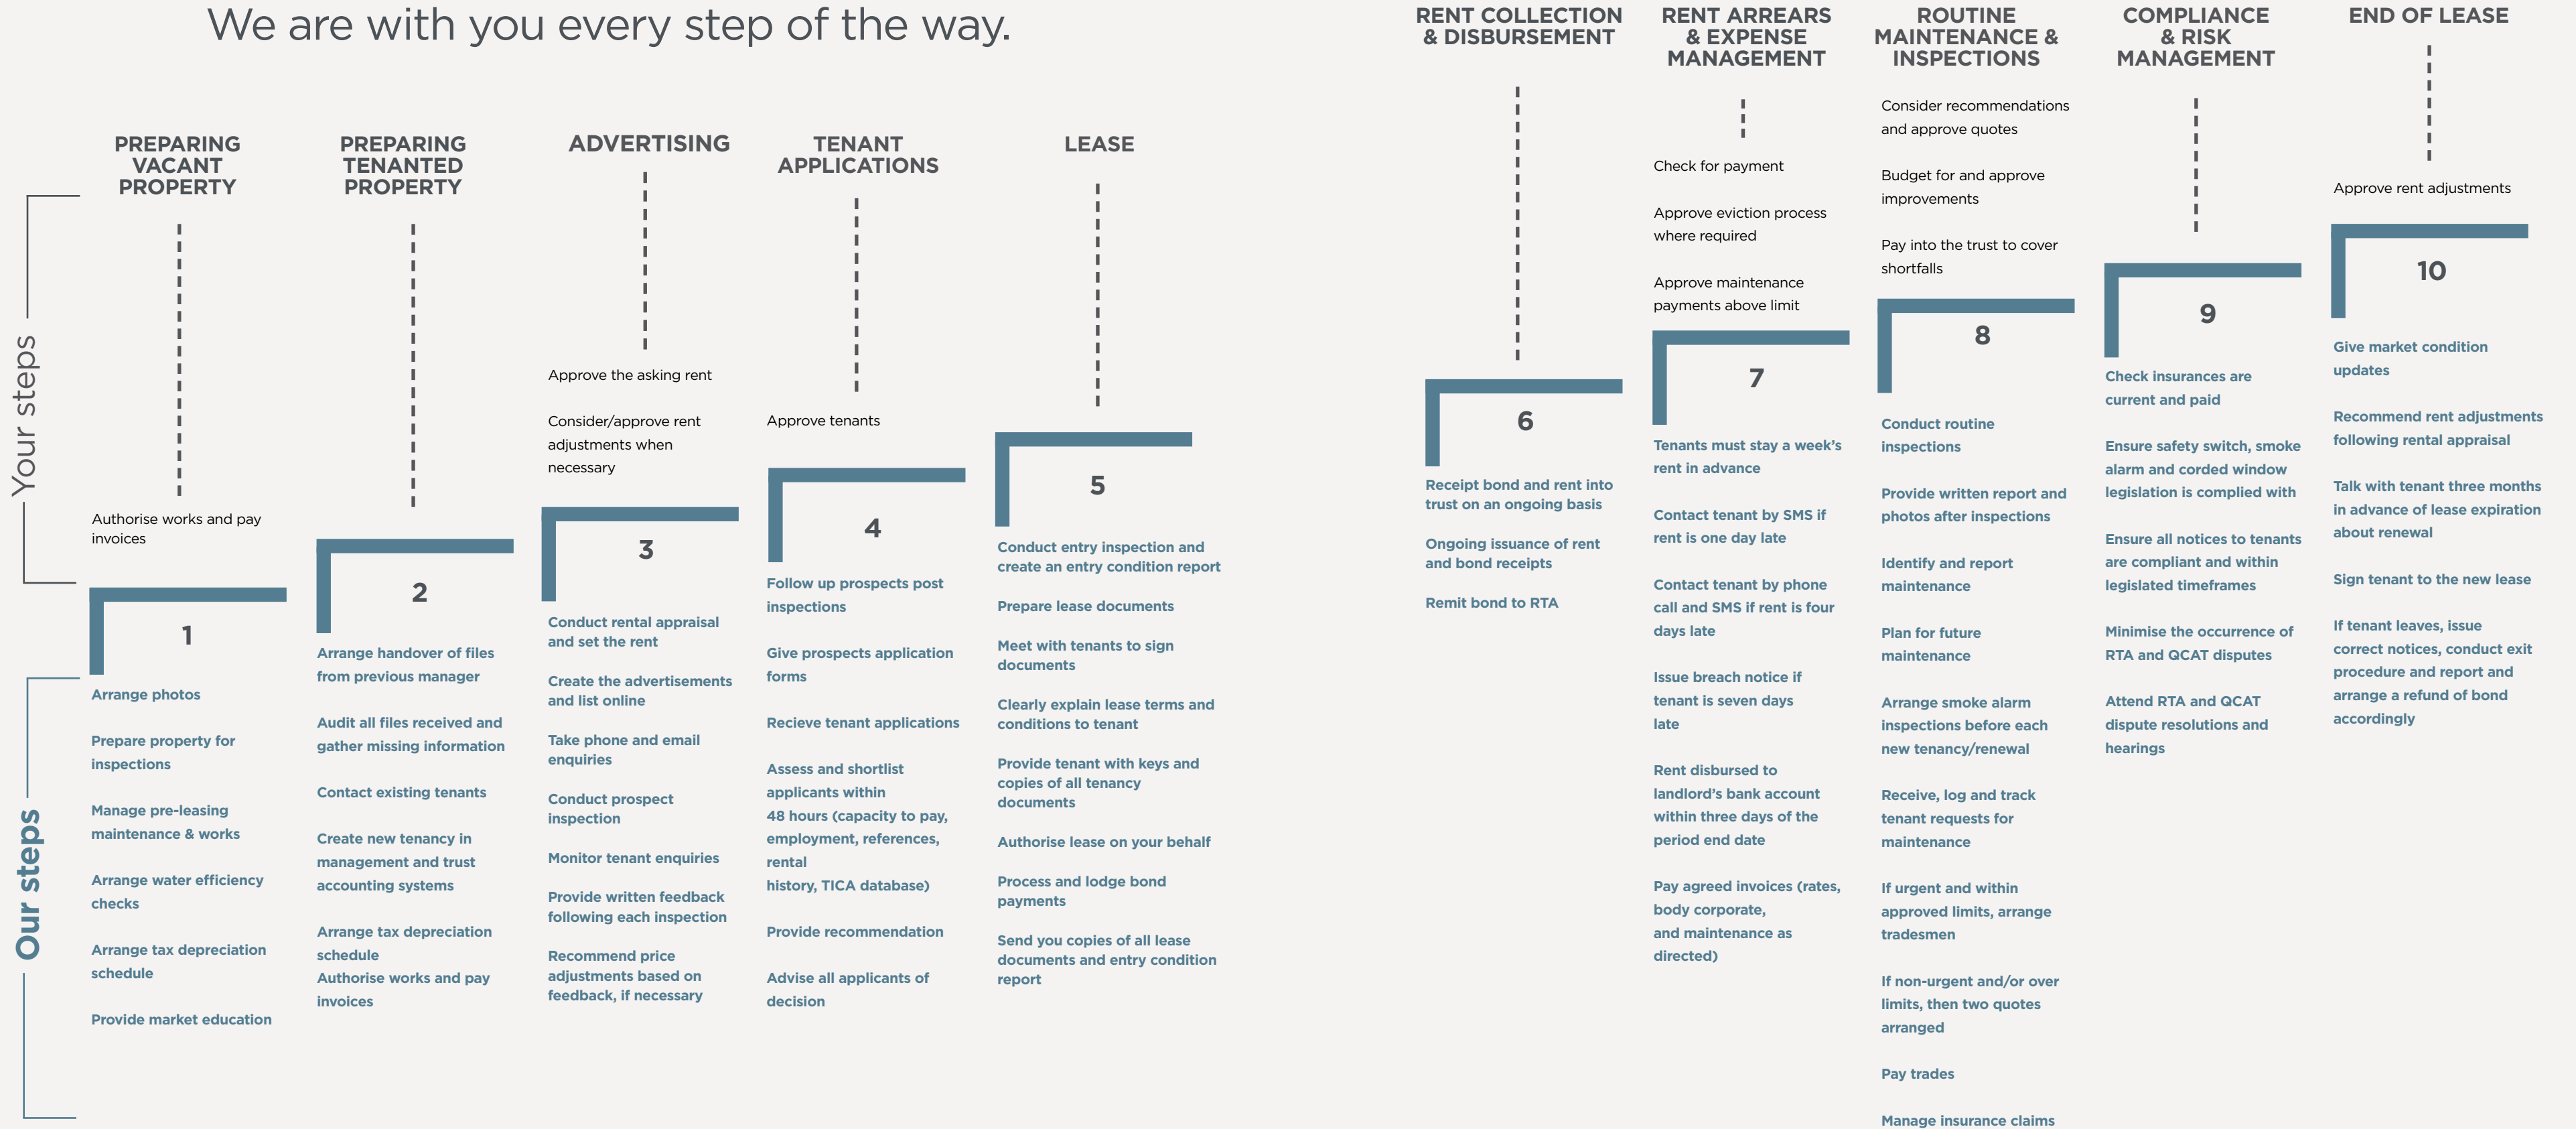 We are with you every step of the way.
Your steps
Our steps
PREPARING
VACANT
PROPERTY
Authorise works and pay
invoices
1
Arrange photos
Prepare property for
inspections
Manage pre-leasing
maintenance & works
Arrange water efficiency
checks
Arrange tax depreciation
schedule
Provide market education
PREPARING
TENANTED
PROPERTY
2
Arrange handover of files
from previous manager
Audit all files received and
gather missing information
Contact existing tenants
Create new tenancy in
management and trust
accounting systems
Arrange tax depreciation
schedule
Authorise works and pay
invoices
ADVERTISING
Approve the asking rent
Consider/approve rent
adjustments when
necessary
3
Conduct rental appraisal
and set the rent
Create the advertisements
and list online
Take phone and email
enquiries
Conduct prospect
inspection
Monitor tenant enquiries
Provide written feedback
following each inspection
Recommend price
adjustments based on
feedback, if necessary
TENANT
APPLICATIONS
Approve tenants
4
Follow up prospects post
inspections
Give prospects application
forms
Recieve tenant applications
Assess and shortlist
applicants within
48 hours (capacity to pay,
employment, references,
rental
history, TICA database)
Provide recommendation
Advise all applicants of
decision
LEASE
5
Conduct entry inspection and
create an entry condition report
Prepare lease documents
Meet with tenants to sign
documents
Clearly explain lease terms and
conditions to tenant
Provide tenant with keys and
copies of all tenancy
documents
Authorise lease on your behalf
Process and lodge bond
payments
Send you copies of all lease
documents and entry condition
report
RENT COLLECTION
& DISBURSEMENT
6
Receipt bond and rent into
trust on an ongoing basis
Ongoing issuance of rent
and bond receipts
Remit bond to RTA
RENT ARREARS
& EXPENSE
MANAGEMENT
Check for payment
Approve eviction process
where required
Approve maintenance
payments above limit
7
Tenants must stay a week's
rent in advance
Contact tenant by SMS if
rent is one day late
Contact tenant by phone
call and SMS if rent is four
days late
Issue breach notice if
tenant is seven days
late
Rent disbursed to
landlord's bank account
within three days of the
period end date
Pay agreed invoices (rates,
body corporate,
and maintenance as
directed)
ROUTINE
MAINTENANCE &
INSPECTIONS
Consider recommendations
and approve quotes
Budget for and approve
improvements
Pay into the trust to cover
shortfalls
8
Conduct routine
inspections
Provide written report and
photos after inspections
Identify and report
maintenance
Plan for future
maintenance
Arrange smoke alarm
inspections before each
new tenancy/renewal
Receive, log and track
tenant requests for
maintenance
If urgent and within
approved limits, arrange
tradesmen
If non-urgent and/or over
limits, then two quotes
arranged
Pay trades
Manage insurance claims
COMPLIANCE
& RISK
MANAGEMENT
9
Check insurances are
current and paid
Ensure safety switch, smoke
alarm and corded window
legislation is complied with
Ensure all notices to tenants
are compliant and within
legislated timeframes
Minimise the occurrence of
RTA and QCAT disputes
Attend RTA and QCAT
dispute resolutions and
hearings
END OF LEASE
Approve rent adjustments
10
Give market condition
updates
Recommend rent adjustments
following rental appraisal
Talk with tenant three months
in advance of lease expiration
about renewal
Sign tenant to the new lease
If tenant leaves, issue
correct notices, conduct exit
procedure and report and
arrange a refund of bond
accordingly